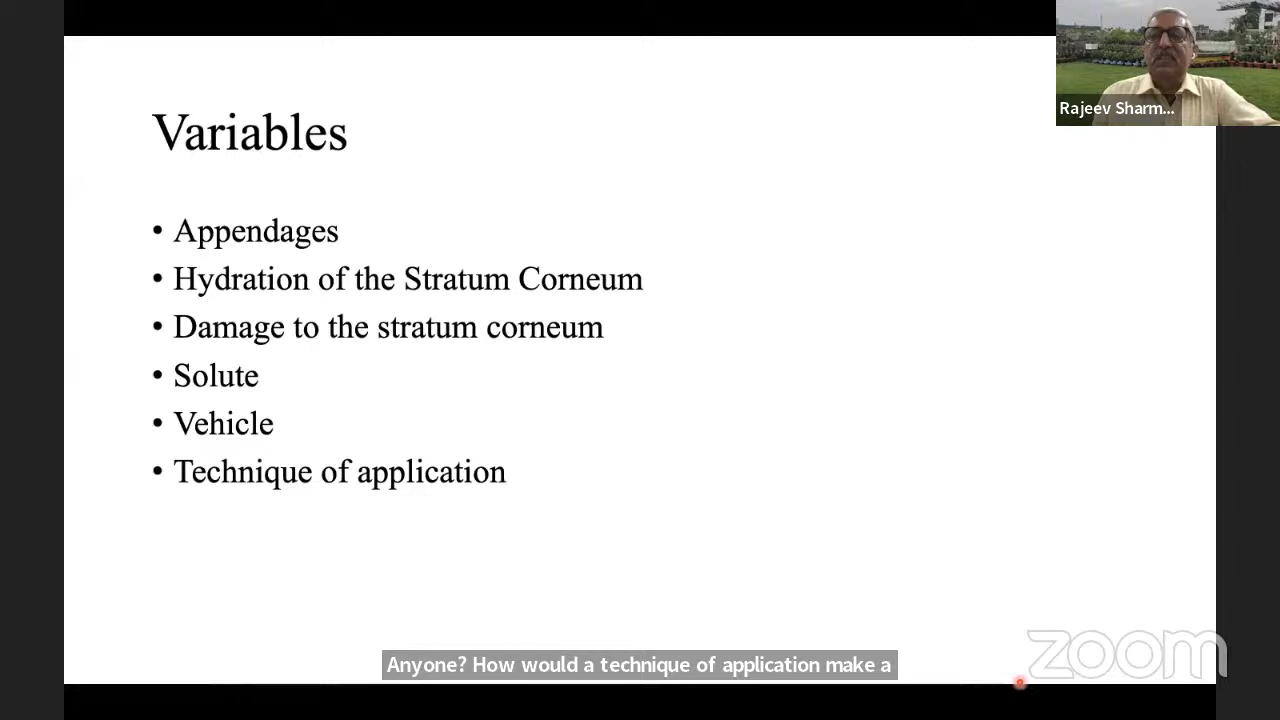 Variables
• Appendages
• Hydration of the Stratum Corneum
• Damage to the stratum corneum
• Solute
• Vehicle
• Technique of application
Rajeev Sharm...
Anyone? How would a technique of application make a
zoom